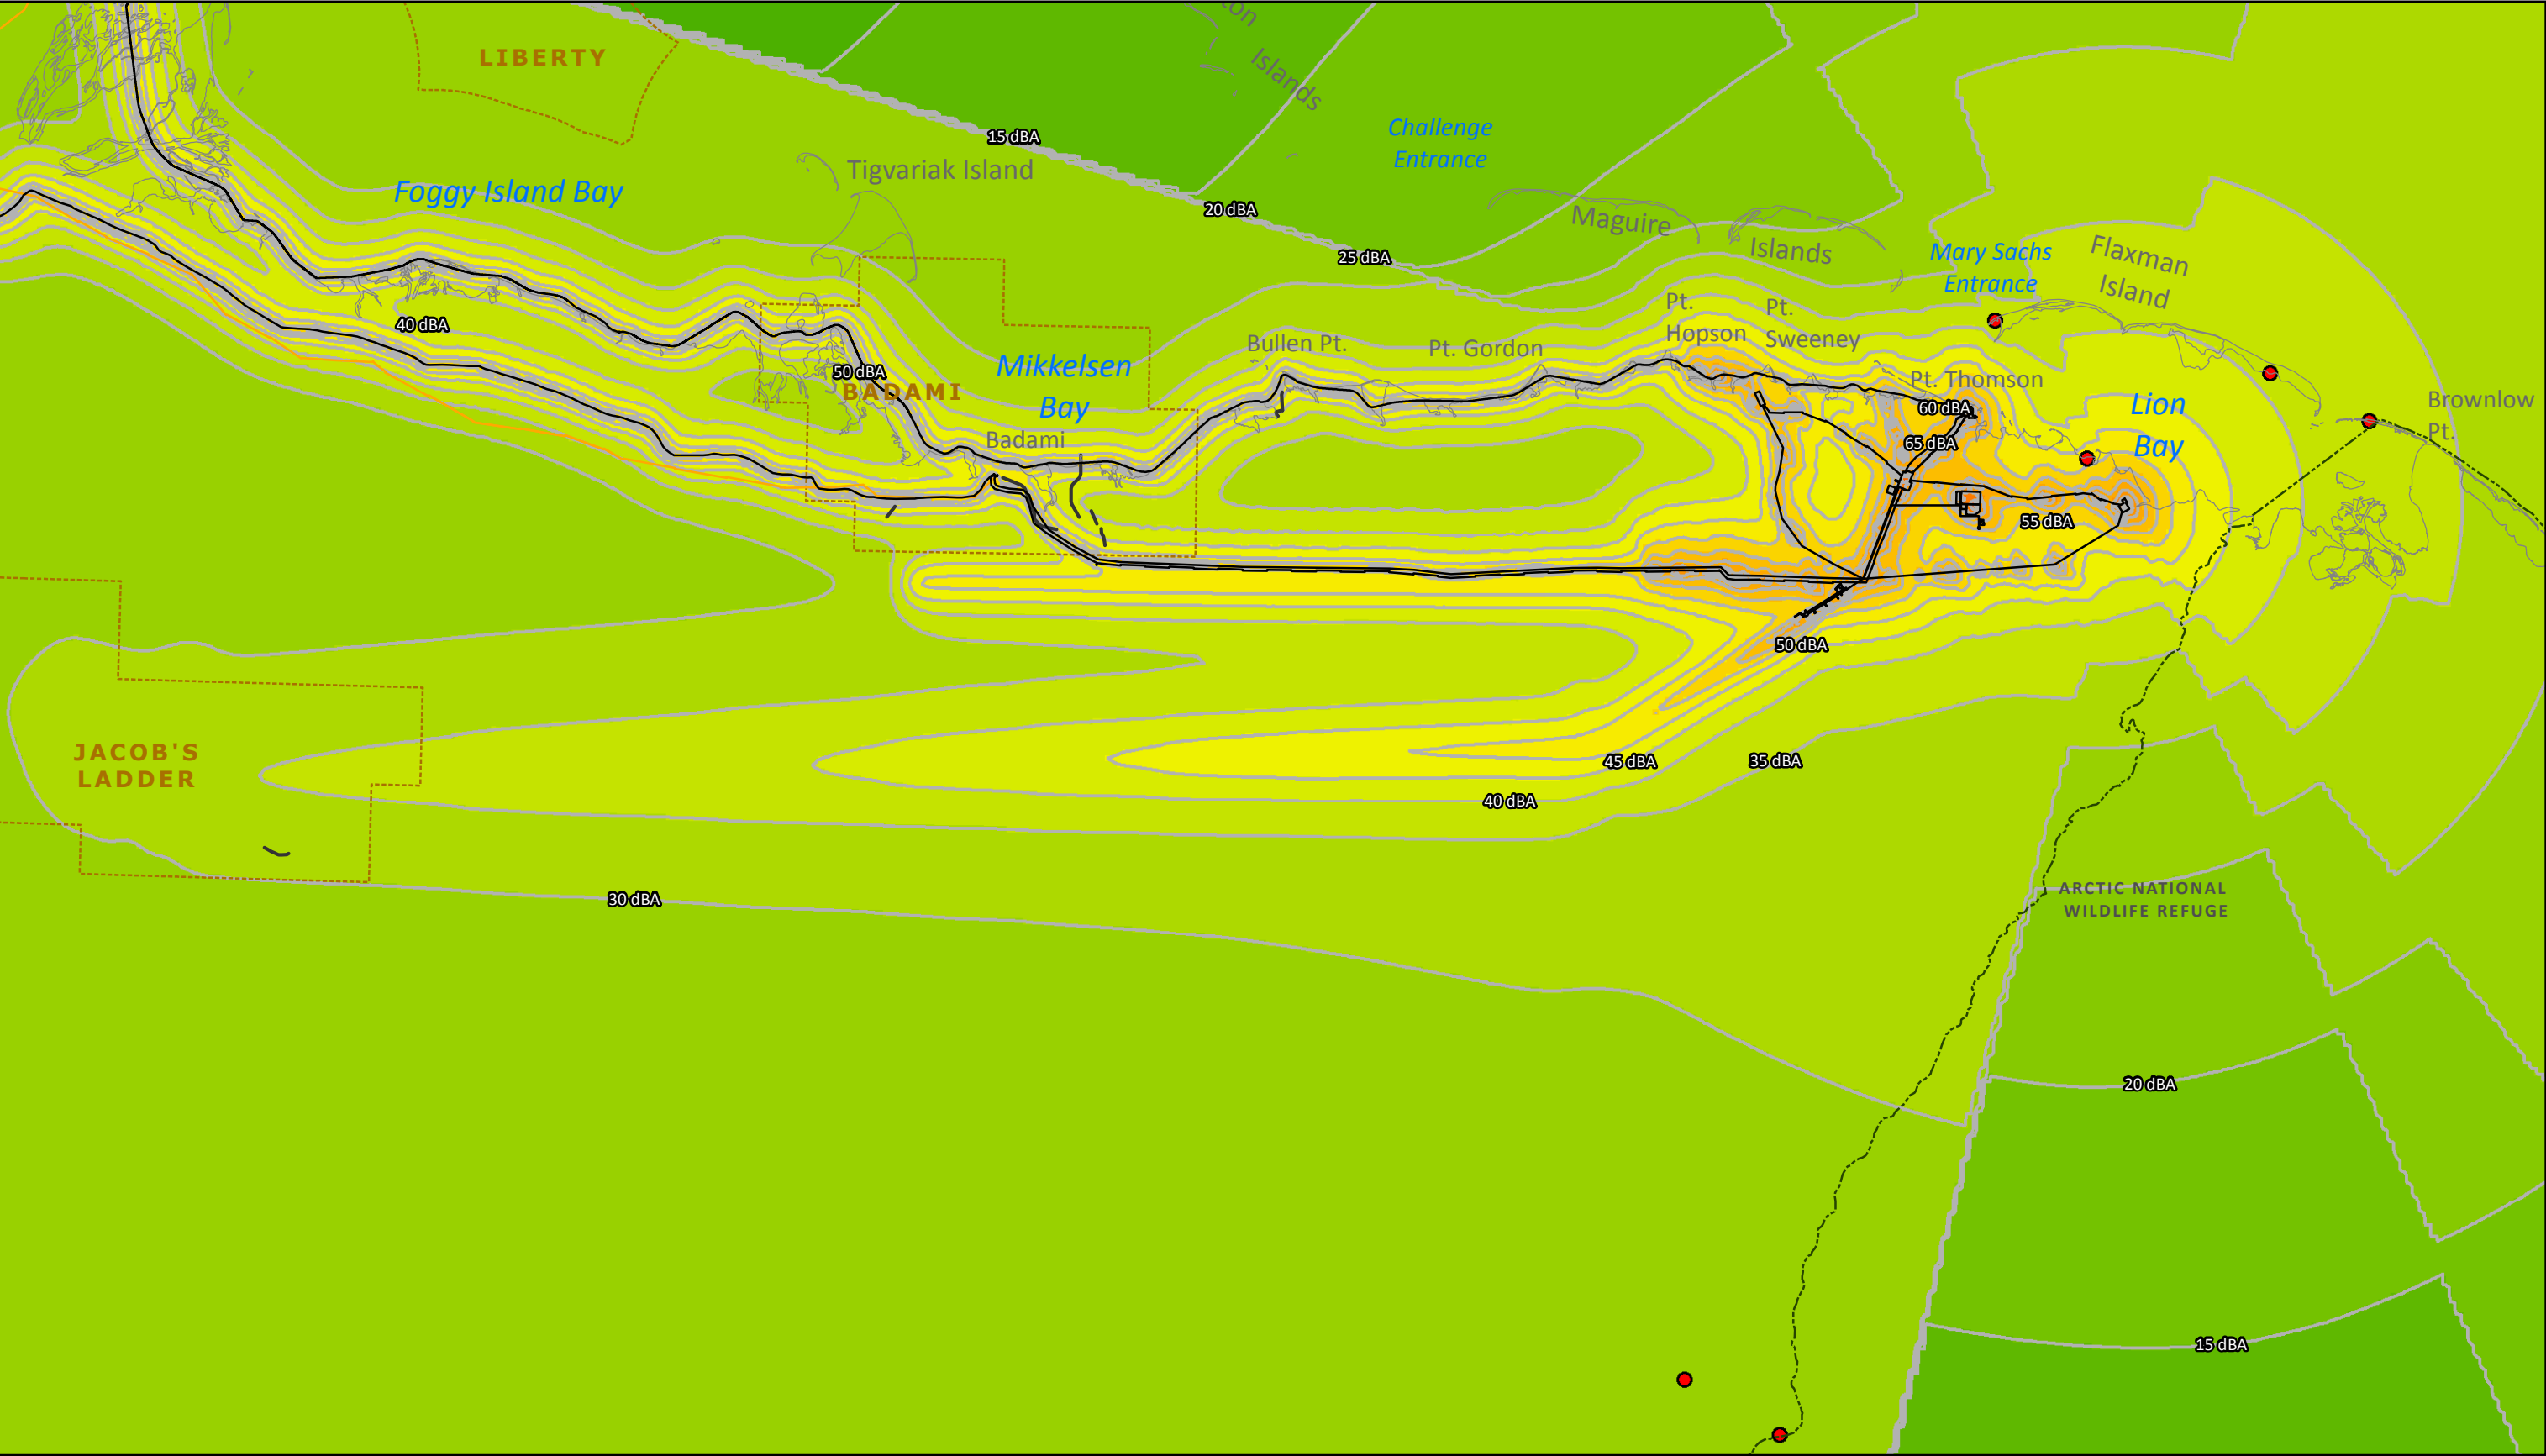 LIBERTY
Islands
15 dBA
Challenge
Entrance
Tigvariak Island
Foggy Island Bay
20 dBA
Maguire
Islands
25 dBA
Mary Sachs
Entrance
Flaxman
Island
40 dBA
Pt.
Hopson
Pt.
Sweeney
Bullen Pt.
Pt. Gordon
Mikkelsen
Bay
50 dBA
BADAMI
Badami
Pt. Thomson
60 dBA
65 dBA
Lion
Bay
Brownlow
Pt.
55 dBA
50 dBA
JACOB'S
LADDER
45 dBA
35 dBA
40 dBA
30 dBA
ARCTIC NATIONAL
WILDLIFE REFUGE
20 dBA
15 dBA